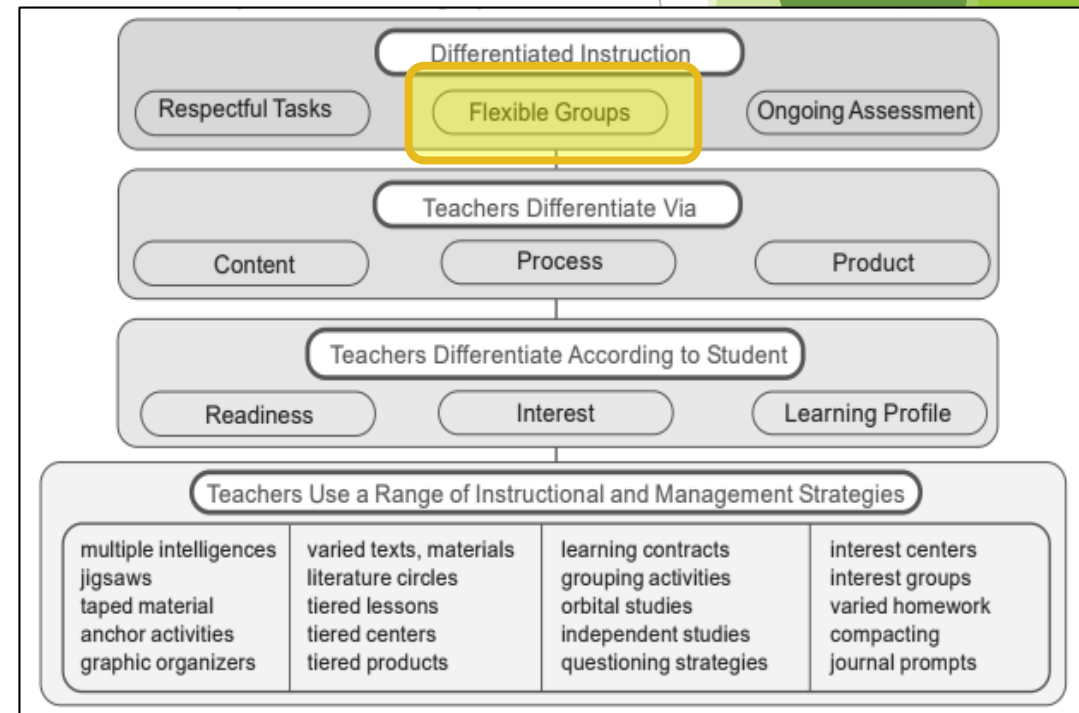 Differentiated Instruction
Respectful Tasks
Flexible Groups
Ongoing Assessment
Teachers Differentiate Via
Content
Process
Product
Teachers Differentiate According to Student
Readiness
Interest
Learning Profile
Teachers Use a Range of Instructional and Management Strategies
multiple intelligences
jigsaws
taped material
anchor activities
graphic organizers
varied texts, materials
literature circles
tiered lessons
tiered centers
tiered products
learning contracts
grouping activities
orbital studies
independent studies
questioning strategies
interest centers
interest groups
varied homework
compacting
journal prompts